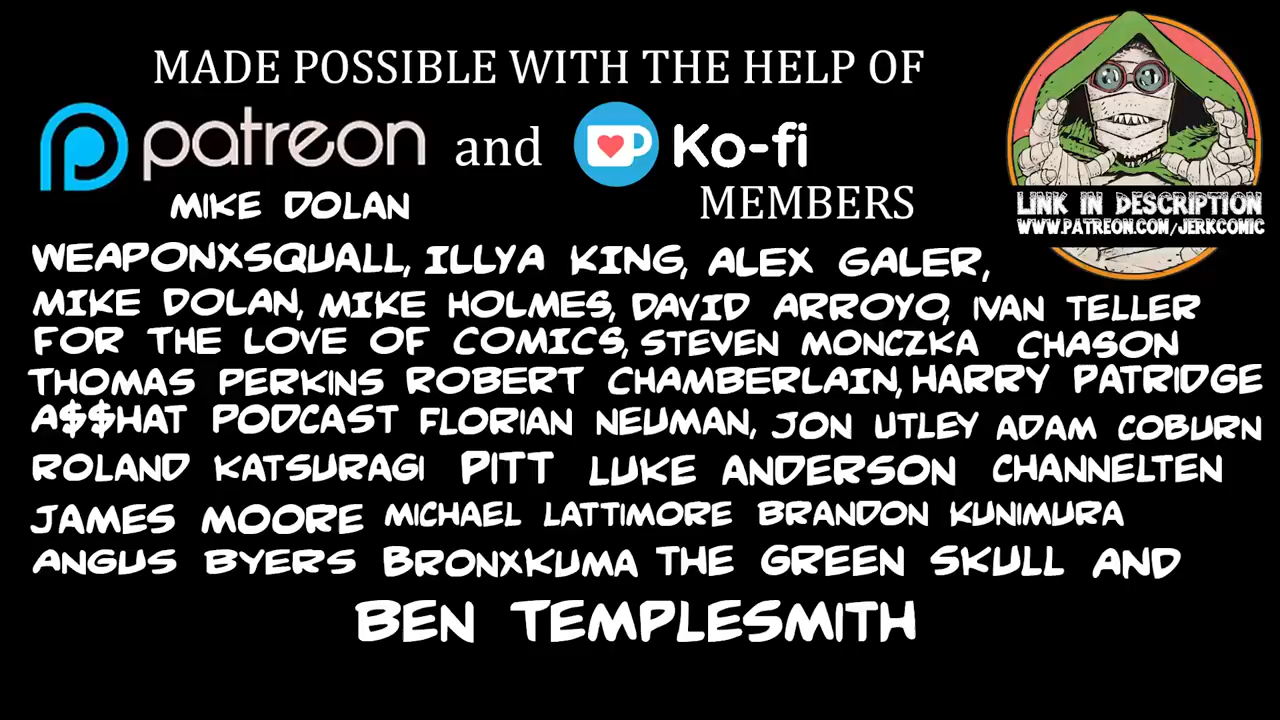 MADE POSSIBLE WITH THE HELP OF
patreon and Ko-fi
MIKE DOLAN
MEMBERS
LINK IN DESCRIPTION
WWW.PATREON.COM/JERKCOMIC
WEAPONXSQUALL, ILLYA KING, ALEX GALER,
MIKE DOLAN, MIKE HOLMES, DAVID ARROYO, IVAN TELLER
FOR THE LOVE OF COMICS, STEVEN MONCZKA CHASON
THOMAS PERKINS ROBERT CHAMBERLAIN, HARRY PATRIDGE
A$$HAT PODCAST FLORIAN NEUMAN, JON UTLEY ADAM COBURN
ROLAND KATSURAGI PITT LUKE ANDERSON CHANNELTEN
JAMES MOORE MICHAEL LATTIMORE BRANDON KUNIMURA
ANGUS BYERS BRONXKUMA THE GREEN SKULL AND
BEN TEMPLESMITH